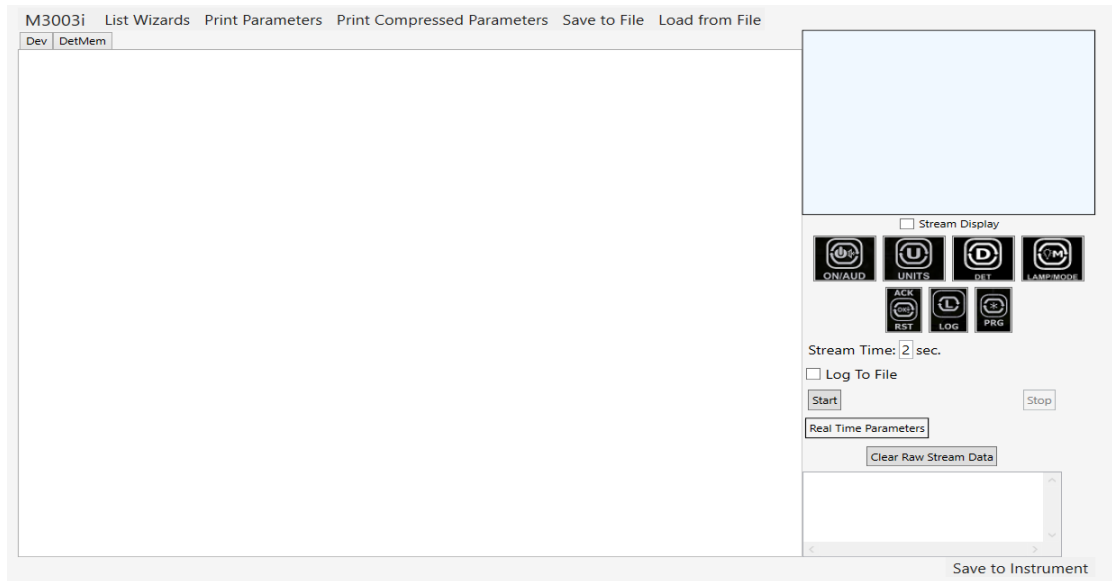 M3003i List Wizards Print Parameters Print Compressed Parameters Save to File Load from File
Dev DetMem
Stream Display
ON/AUD UNITS DET LAMP/MODE
U D M
ACK
OK L *
RST LOG PRG
Stream Time: 2 sec.
Log To File
Start Stop
Real Time Parameters
Clear Raw Stream Data
Save to Instrument